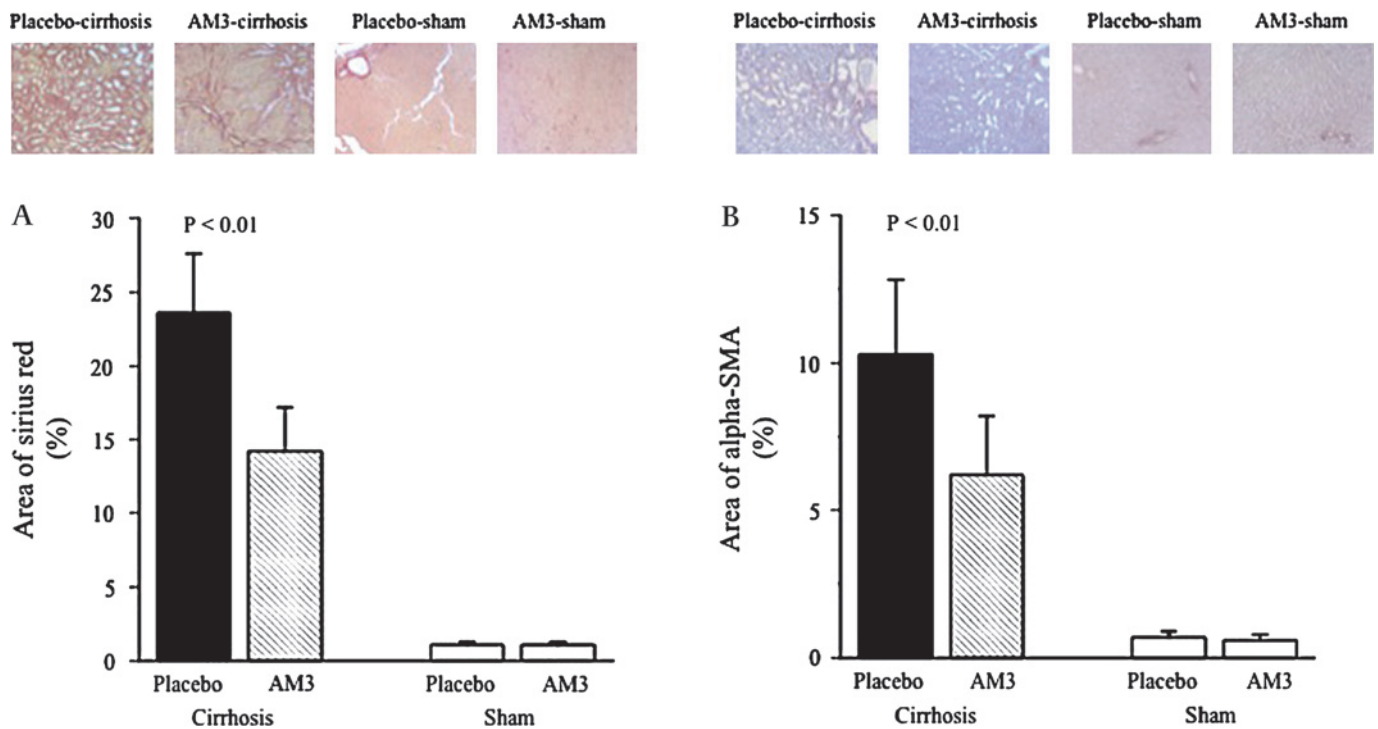 Placebo-cirrhosis AM3-cirrhosis Placebo-sham AM3-sham
Placebo-cirrhosis AM3-cirrhosis Placebo-sham AM3-sham
A
P < 0.01
Area of sirius red
(%)
30
25
20
15
10
5
0
Placebo AM3 Placebo AM3
Cirrhosis Sham
B
P < 0.01
Area of alpha-SMA
(%)
15
10
5
0
Placebo AM3 Placebo AM3
Cirrhosis Sham